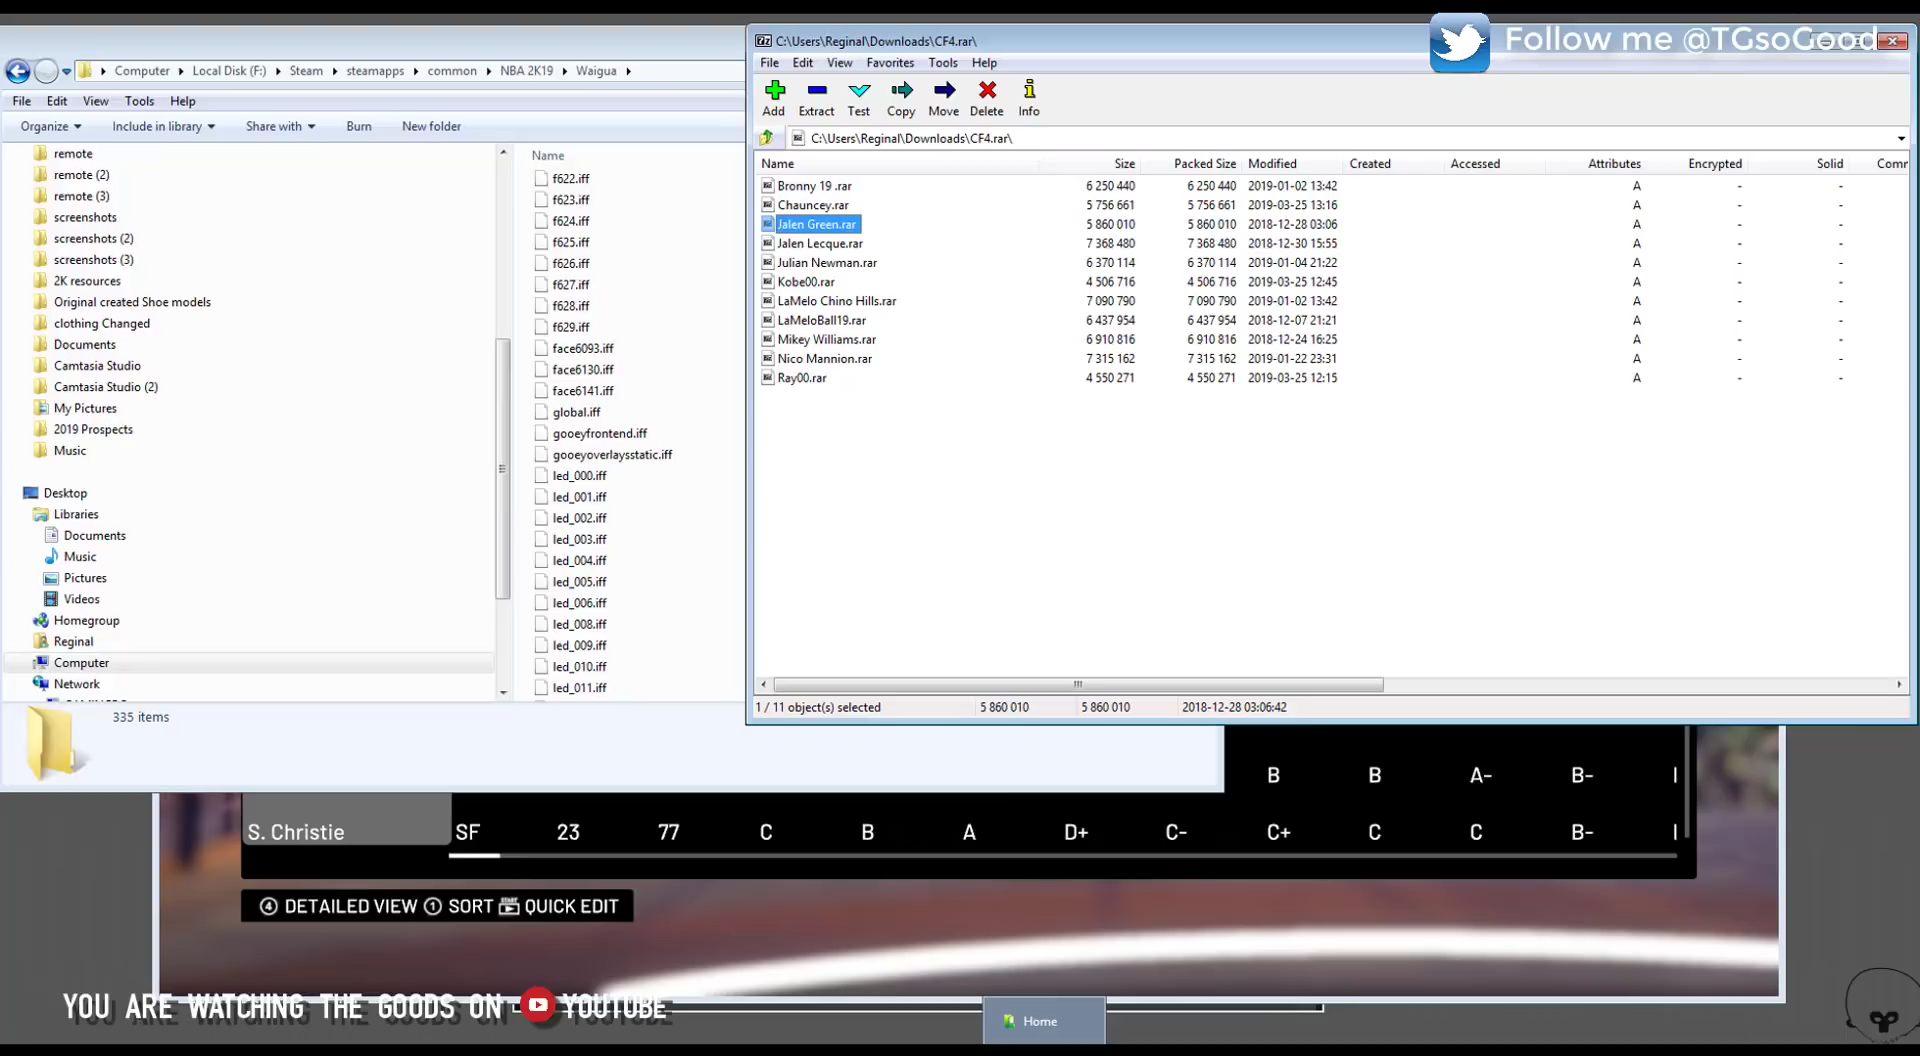 C:\Users\Reginal\Downloads\CF4.rar\
Follow me @TGsoGood
Computer Local Disk (F:) Steam steamapps common NBA 2K19 Waigua
File Edit View Tools Help
Organize Include in library Share with Burn New folder
remote
remote (2)
remote (3)
screenshots
screenshots (2)
screenshots (3)
2K resources
Original created Shoe models
clothing Changed
Documents
Camtasia Studio
Camtasia Studio (2)
My Pictures
2019 Prospects
Music
Desktop
Libraries
Documents
Music
Pictures
Videos
Homegroup
Reginal
Computer
Network
335 items
Name
f622.iff
f623.iff
f624.iff
f625.iff
f626.iff
f627.iff
f628.iff
f629.iff
face6093.iff
face6130.iff
face6141.iff
global.iff
gooeyfrontend.iff
gooeyoverlaysstatic.iff
led_000.iff
led_001.iff
led_002.iff
led_003.iff
led_004.iff
led_005.iff
led_006.iff
led_008.iff
led_009.iff
led_010.iff
led_011.iff
File Edit View Favorites Tools Help
Add Extract Test Copy Move Delete Info
C:\Users\Reginal\Downloads\CF4.rar\
Name Size Packed Size Modified Created Accessed Attributes Encrypted Solid Comr
Bronny 19 .rar 6 250 440 6 250 440 2019-01-02 13:42 A - -
Chauncey.rar 5 756 661 5 756 661 2019-03-25 13:16 A - -
Jalen Green.rar 5 860 010 5 860 010 2018-12-28 03:06 A - -
Jalen Lecque.rar 7 368 480 7 368 480 2018-12-30 15:55 A - -
Julian Newman.rar 6 370 114 6 370 114 2019-01-04 21:22 A - -
Kobe00.rar 4 506 716 4 506 716 2019-03-25 12:45 A - -
LaMelo Chino Hills.rar 7 090 790 7 090 790 2019-01-02 13:42 A - -
LaMeloBall19.rar 6 437 954 6 437 954 2018-12-07 21:21 A - -
Mikey Williams.rar 6 910 816 6 910 816 2018-12-24 16:25 A - -
Nico Mannion.rar 7 315 162 7 315 162 2019-01-22 23:31 A - -
Ray00.rar 4 550 271 4 550 271 2019-03-25 12:15 A - -
1 / 11 object(s) selected 5 860 010 5 860 010 2018-12-28 03:06:42
B B A- B-
S. Christie SF 23 77 C B A D+ C- C+ C C B-
4 DETAILED VIEW 1 SORT START QUICK EDIT
YOU ARE WATCHING THE GOODS ON YOUTUBE
Home